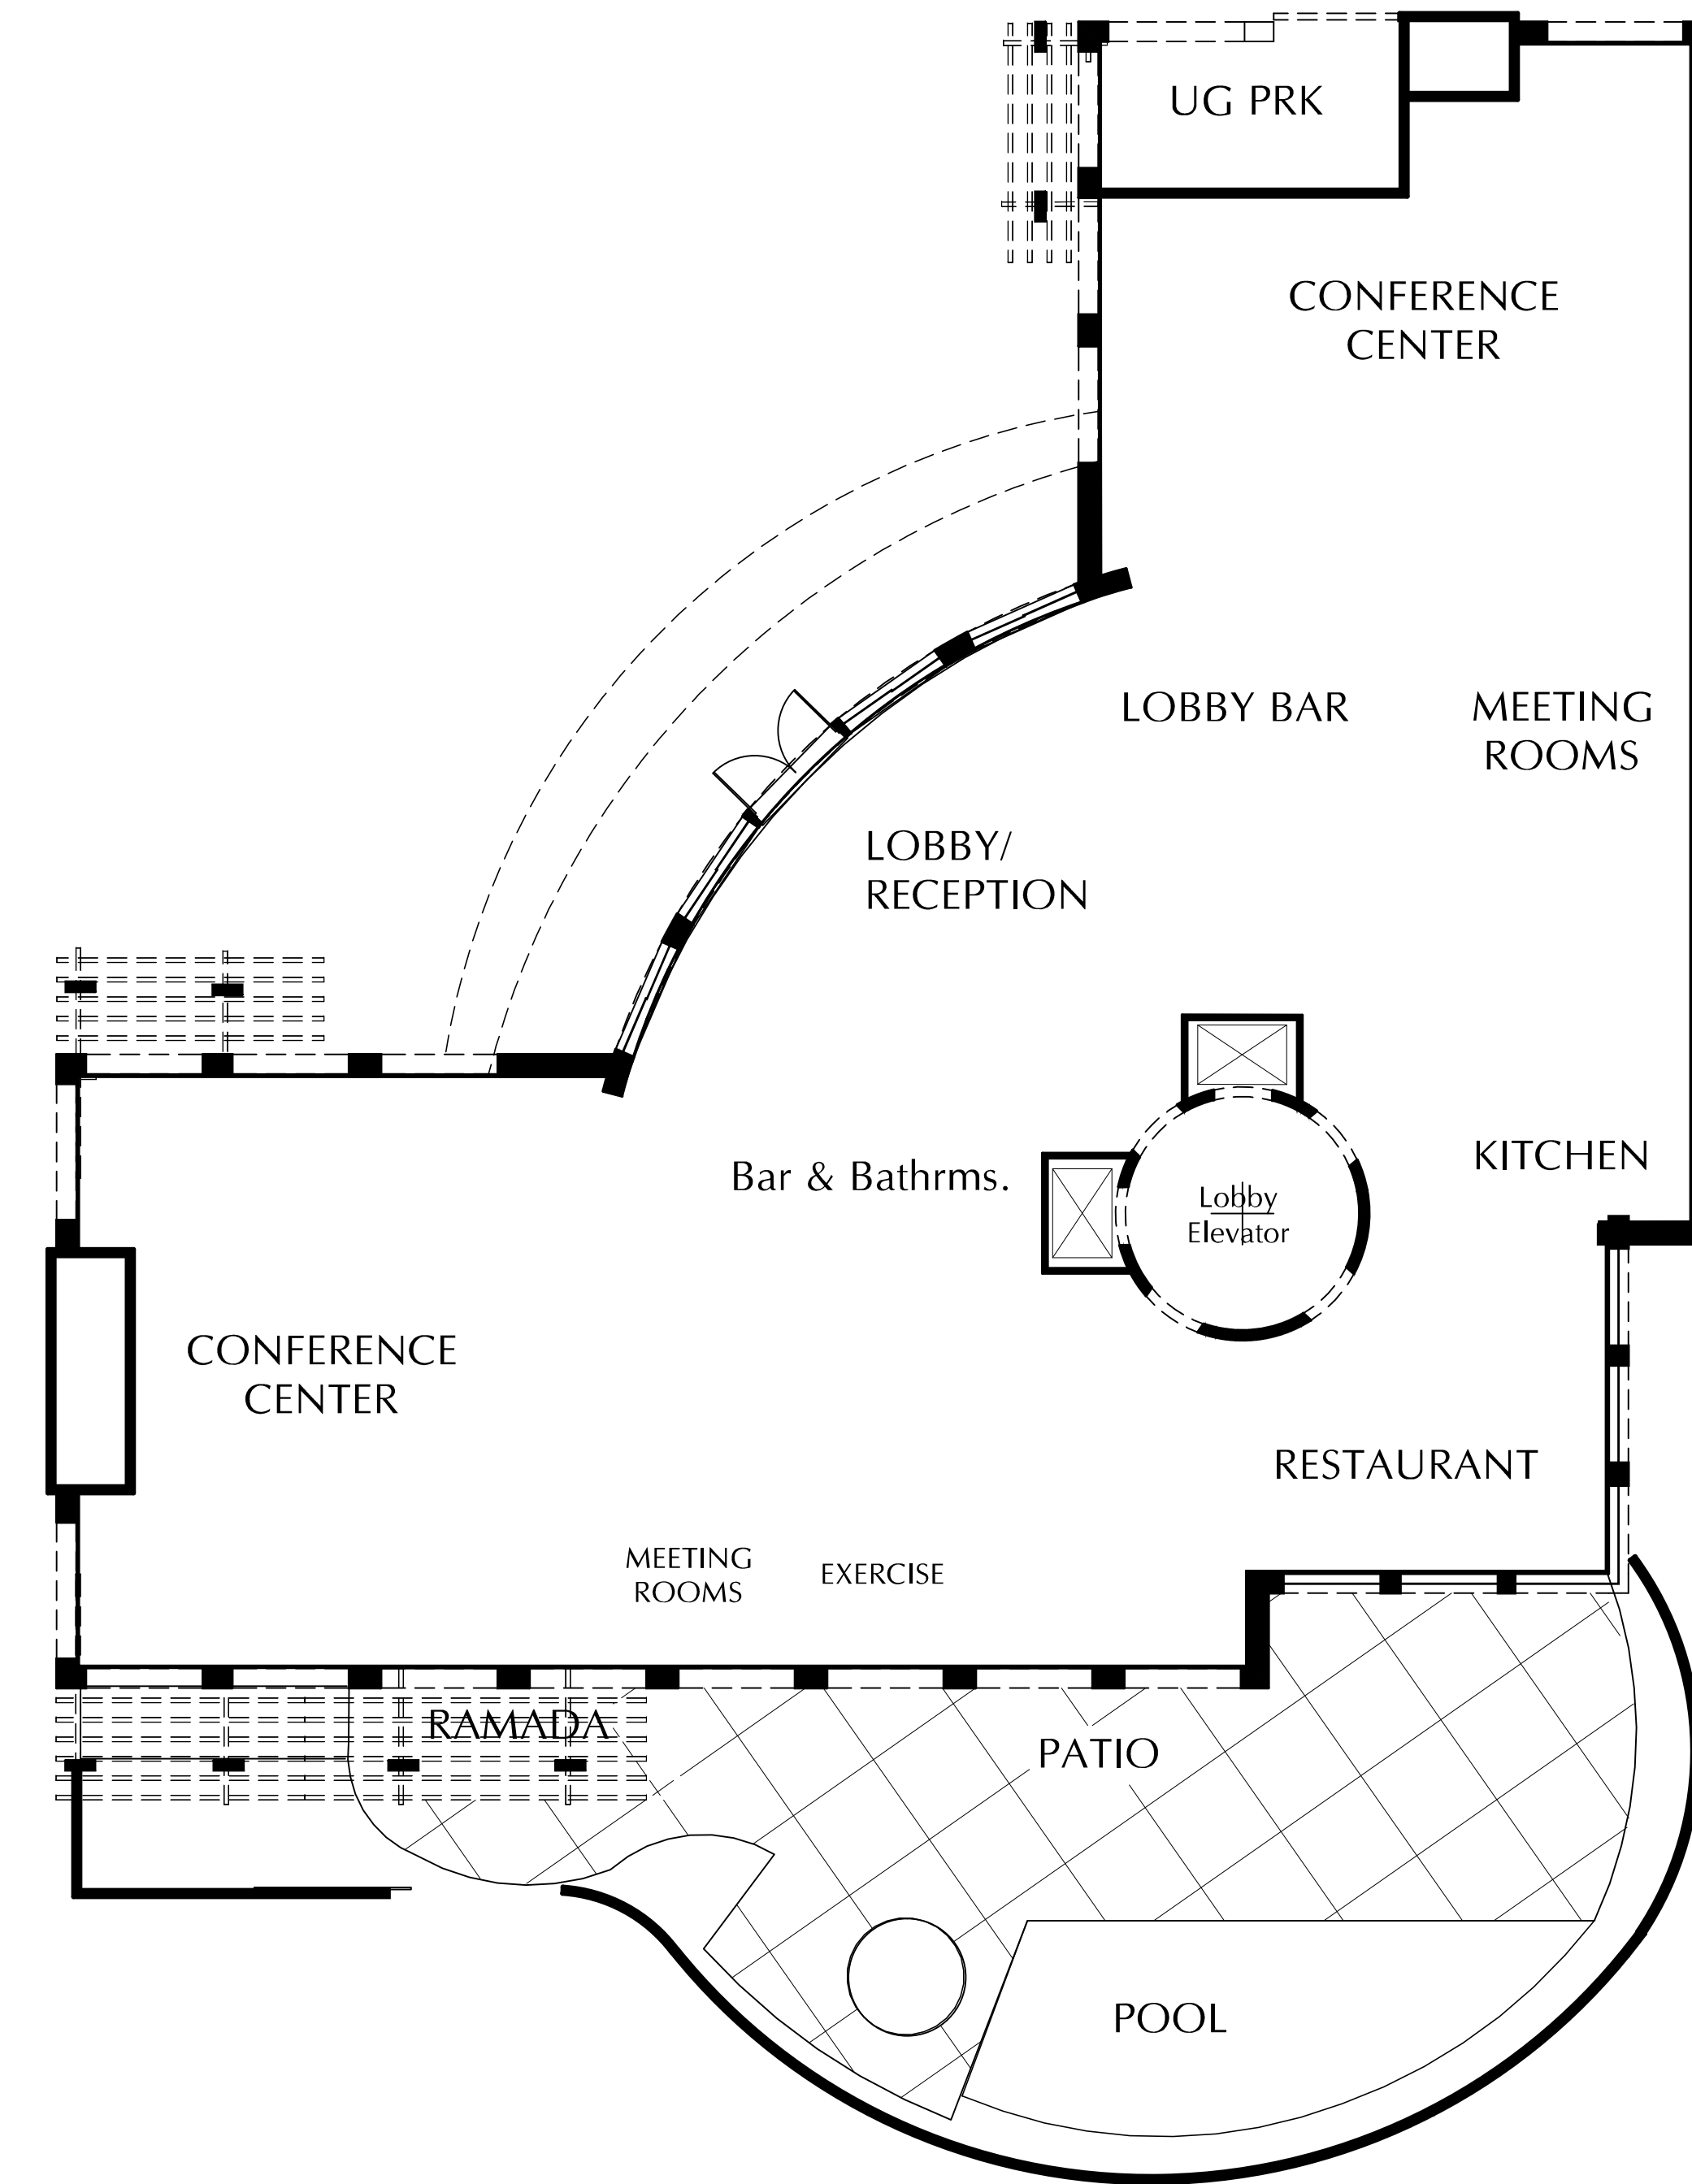 UG PRK
CONFERENCE
CENTER
LOBBY BAR
MEETING
ROOMS
LOBBY/
RECEPTION
Bar & Bathrms.
KITCHEN
Lobby
Elevator
CONFERENCE
CENTER
RESTAURANT
MEETING
ROOMS
EXERCISE
RAMADA
PATIO
POOL